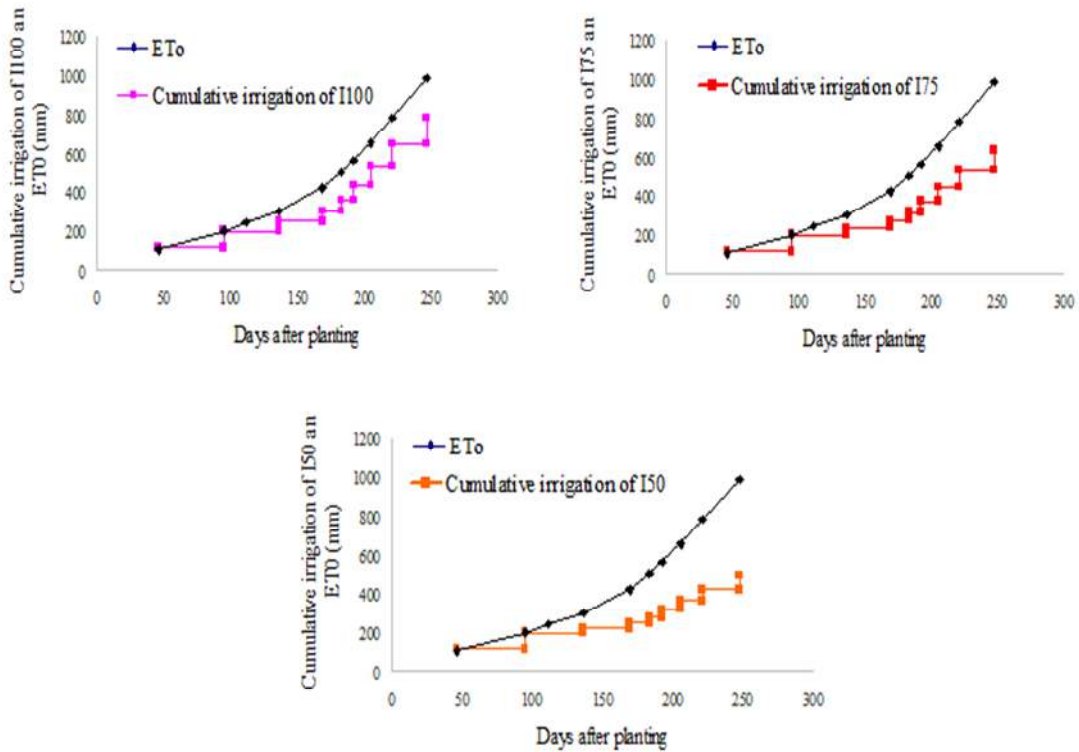 Cumulative irrigation of I100 an
ET0 (mm)
1200
1000
800
600
400
200
0
ETo
Cumulative irrigation of I100
0 50 100 150 200 250 300
Days after planting
Cumulative irrigation of I75 an
ET0 (mm)
1200
1000
800
600
400
200
0
ETo
Cumulative irrigation of I75
0 50 100 150 200 250 300
Days after planting
Cumulative irrigation of I50 an
ET0 (mm)
1200
1000
800
600
400
200
0
ETo
Cumulative irrigation of I50
0 50 100 150 200 250 300
Days after planting